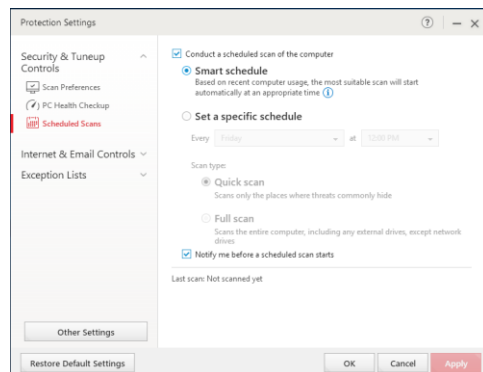 Protection Settings
Security & Tuneup
Controls
Scan Preferences
PC Health Checkup
Scheduled Scans
Internet & Email Controls
Exception Lists
Other Settings
Conduct a scheduled scan of the computer
Smart schedule
Based on recent computer usage, the most suitable scan will start
automatically at an appropriate time
Set a specific schedule
Every Friday at 12:00 PM
Scan type:
Quick scan
Scans only the places where threats commonly hide
Full scan
Scans the entire computer, including any external drives, except network
drives
Notify me before a scheduled scan starts
Last scan: Not scanned yet
Restore Default Settings
OK Cancel Apply